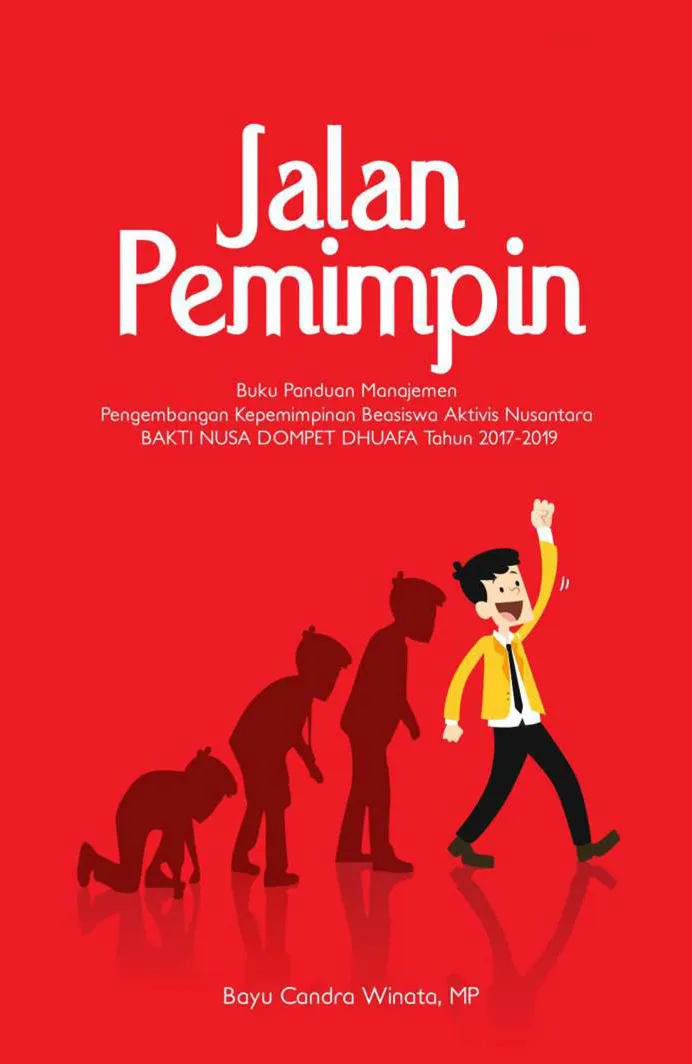 Jalan
Pemimpin
Buku Panduan Manajemen
Pengembangan Kepemimpinan Beasiswa Aktivis Nusantara
BAKTI NUSA DOMPET DHUAFA Tahun 2017-2019
Bayu Candra Winata, MP